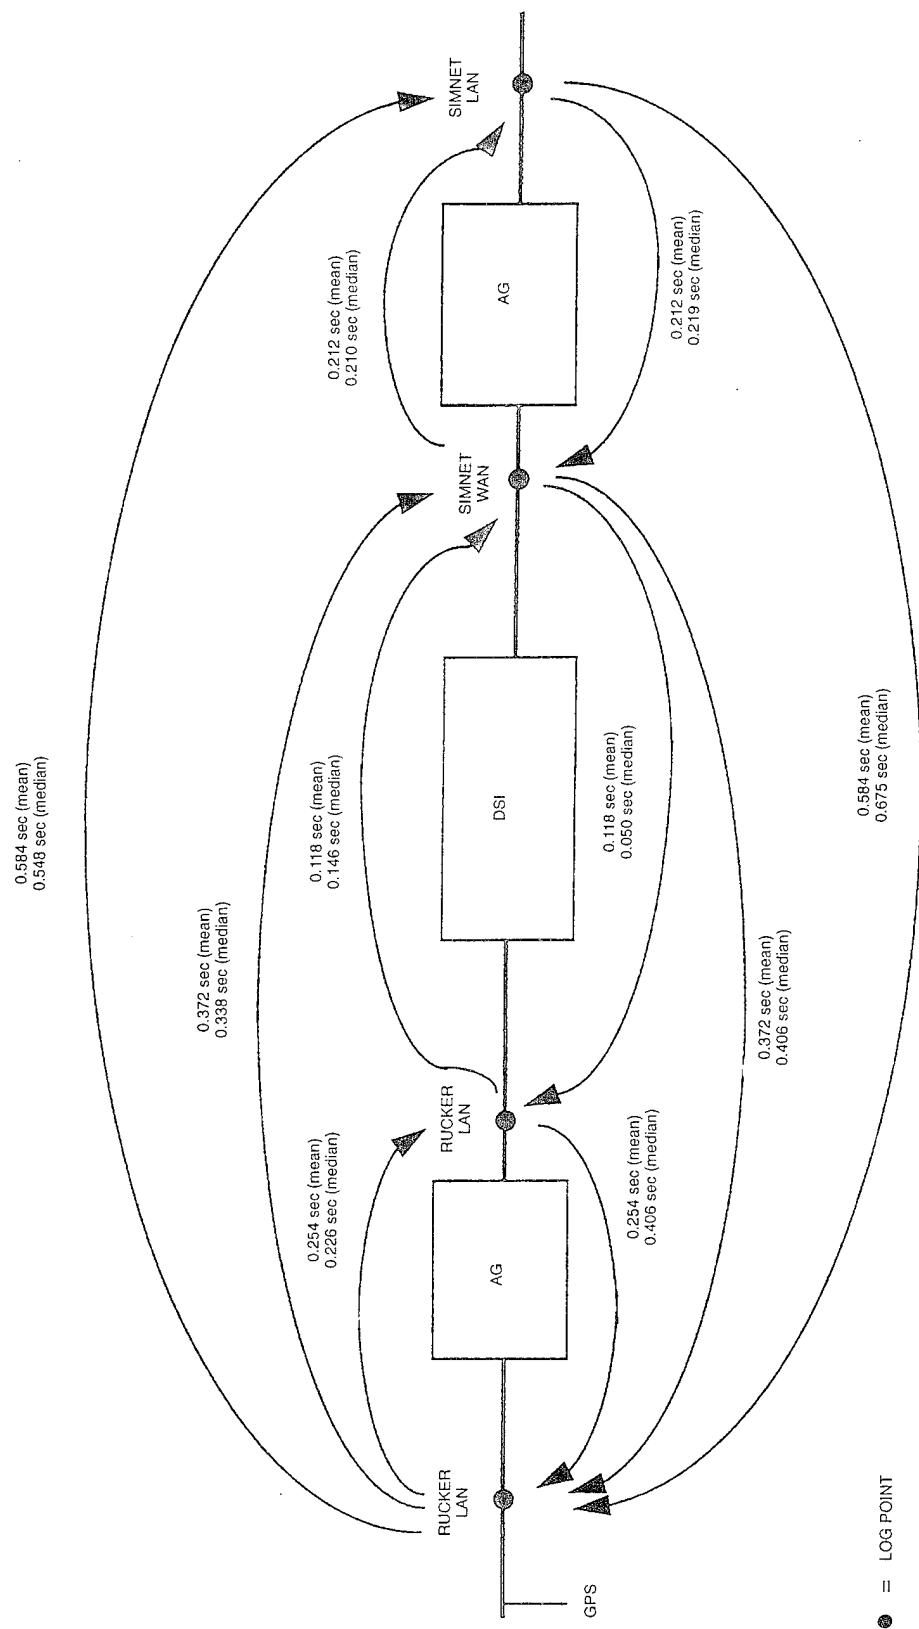 0.584 sec (mean)
0.548 sec (median)
0.372 sec (mean)
0.338 sec (median)
0.254 sec (mean)
0.226 sec (median)
0.118 sec (mean)
0.146 sec (median)
0.212 sec (mean)
0.210 sec (median)
RUCKER
LAN
RUCKER
LAN
SIMNET
WAN
SIMNET
LAN
AG
DSI
AG
GPS
0.254 sec (mean)
0.406 sec (median)
0.118 sec (mean)
0.050 sec (median)
0.212 sec (mean)
0.219 sec (median)
0.372 sec (mean)
0.406 sec (median)
0.584 sec (mean)
0.675 sec (median)
= LOG POINT